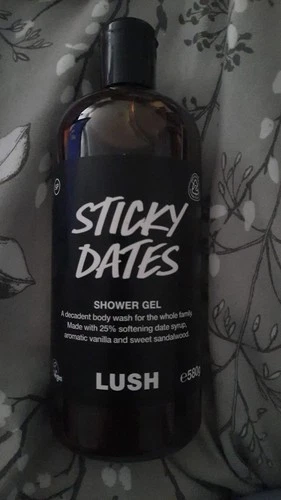 STICKY
DATES
SHOWER GEL
A decadent body wash for the whole family.
Made with 25% softening date syrup,
aromatic vanilla and sweet sandalwood.
LUSH
℮580g